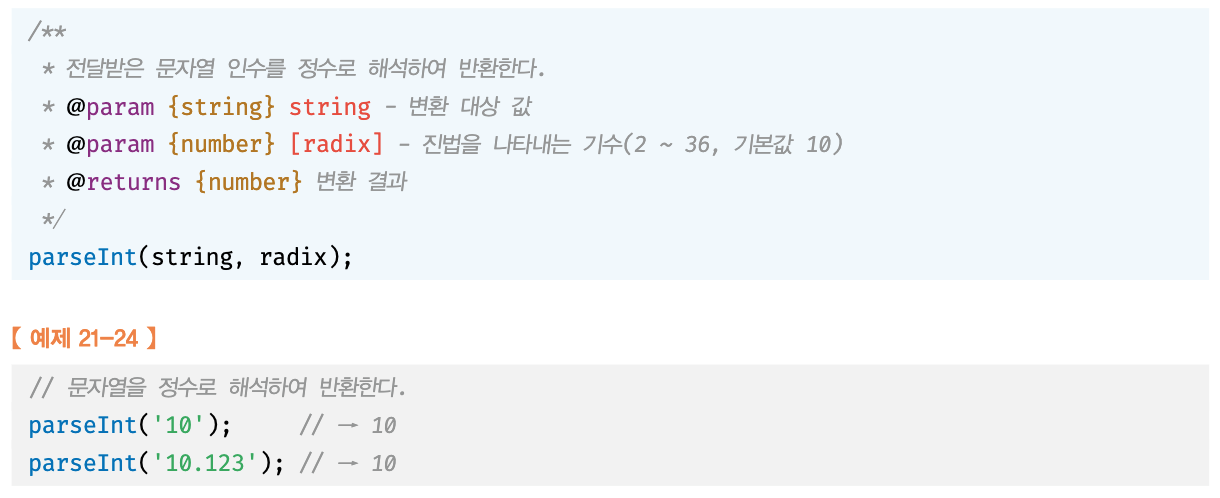 /**
 * 전달받은 문자열 인수를 정수로 해석하여 반환한다.
 * @param {string} string - 변환 대상 값
 * @param {number} [radix] - 진법을 나타내는 기수(2 ~ 36, 기본값 10)
 * @returns {number} 변환 결과
 */
parseInt(string, radix);
【 예제 21-24 】
// 문자열을 정수로 해석하여 반환한다.
parseInt('10');     // → 10
parseInt('10.123'); // → 10